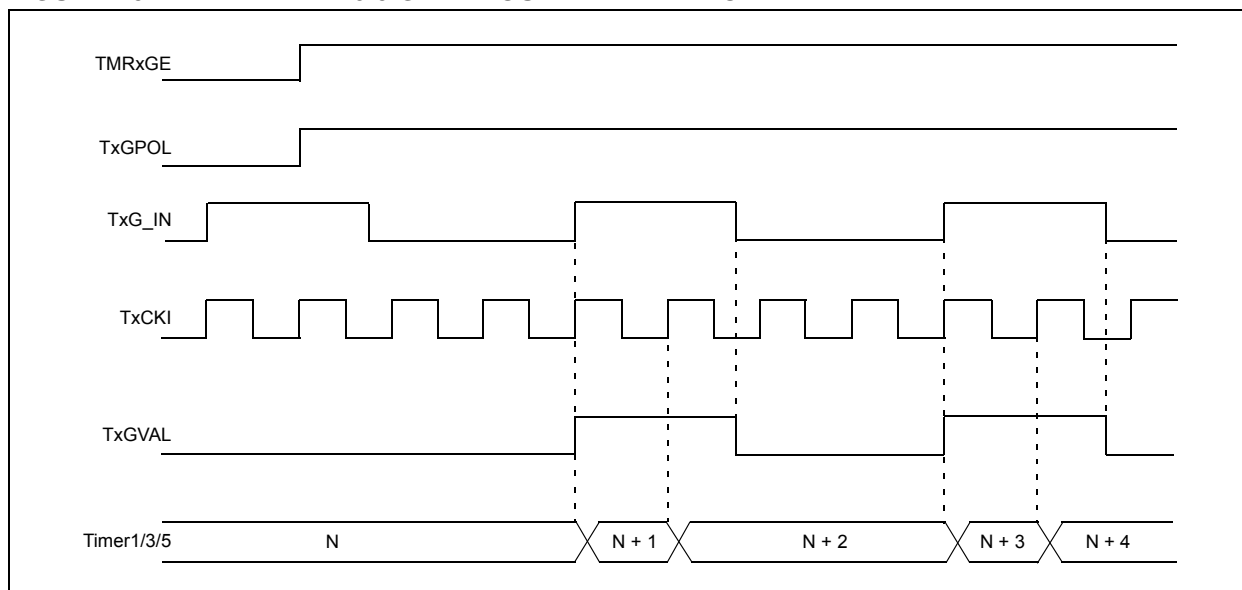 TMRxGE
TxGPOL
TxG_IN
TxCKI
TxGVAL
Timer1/3/5 N N + 1 N + 2 N + 3 N + 4